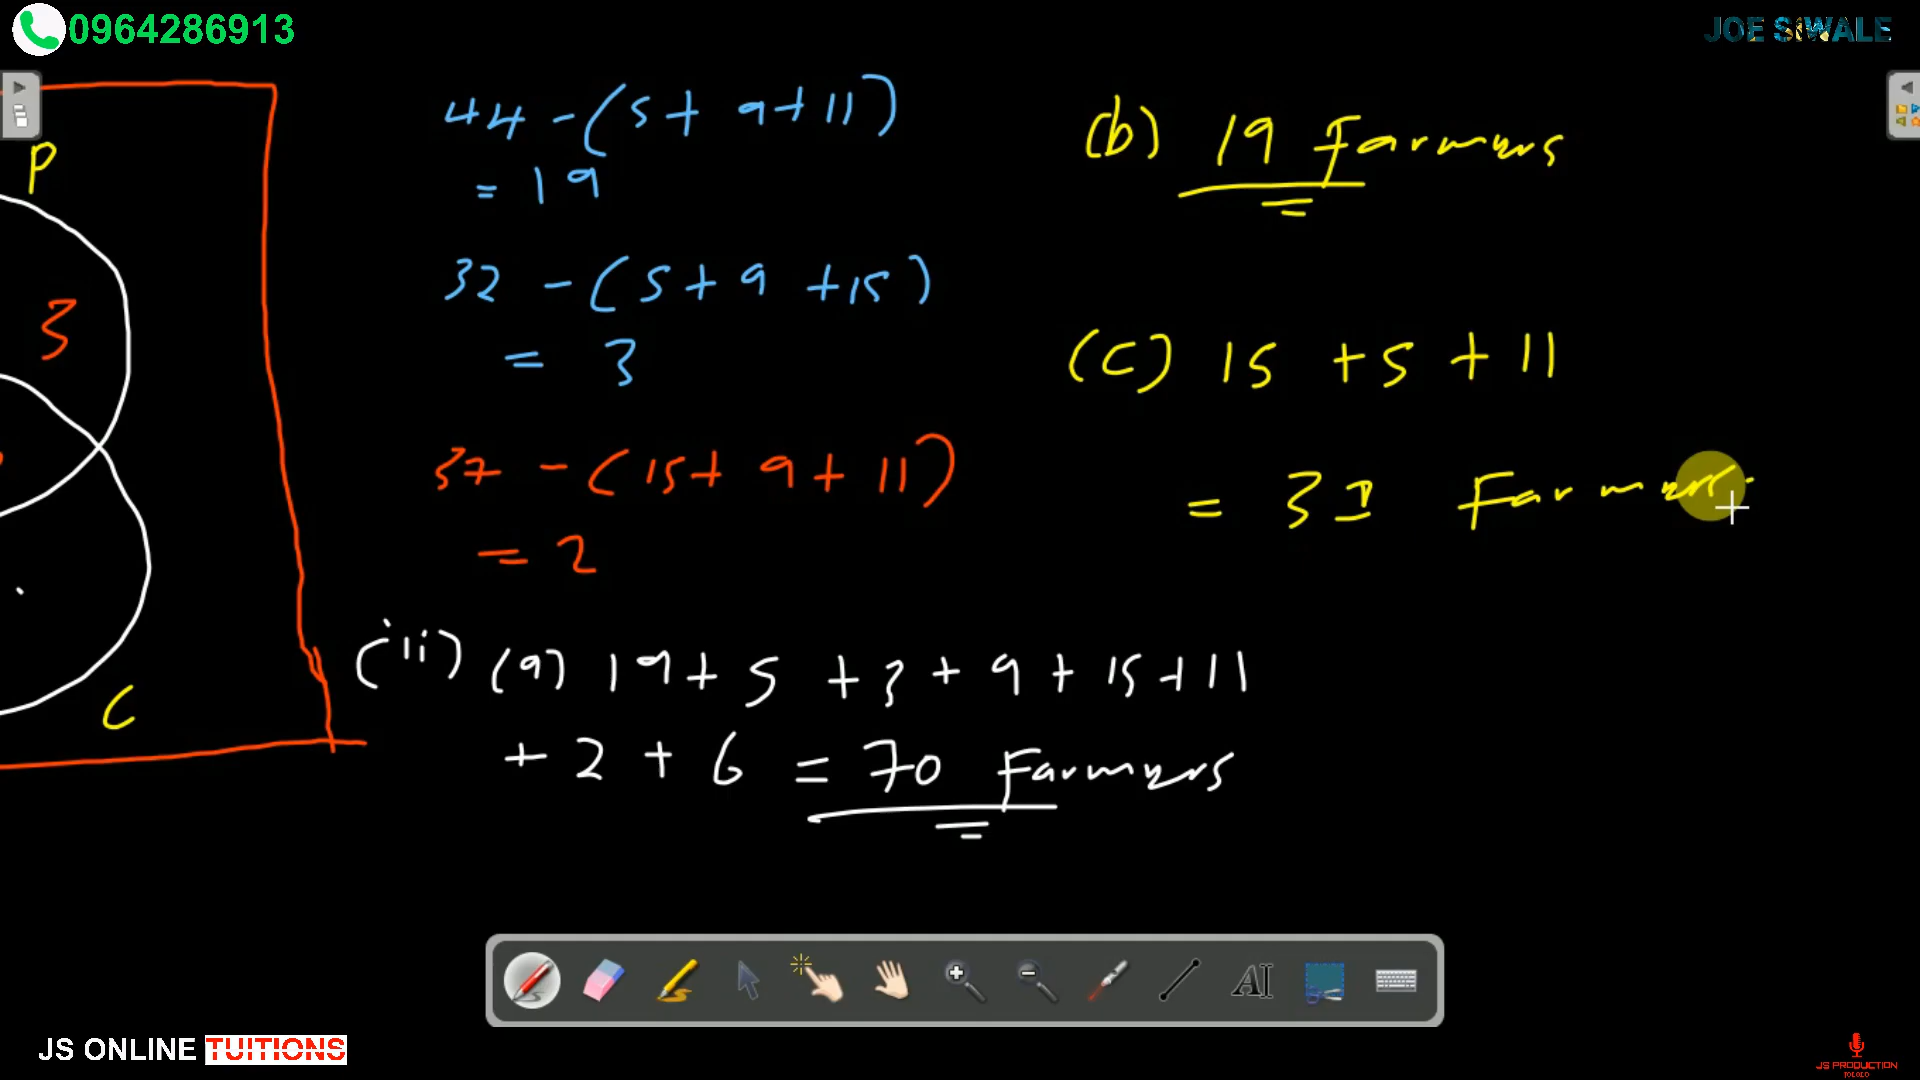 0964286913
JOE SIWALE
P
3
C
44 - (5 + 9 + 11)
= 19
32 - (5 + 9 + 15)
= 3
37 - (15 + 9 + 11)
= 2
(ii) (a) 19 + 5 + 3 + 9 + 15 + 11
+ 2 + 6 = 70 Farmers
(b) 19 Farmers
(c) 15 + 5 + 11
= 31 Farmers
AI
JS ONLINE TUITIONS
JS PRODUCTION